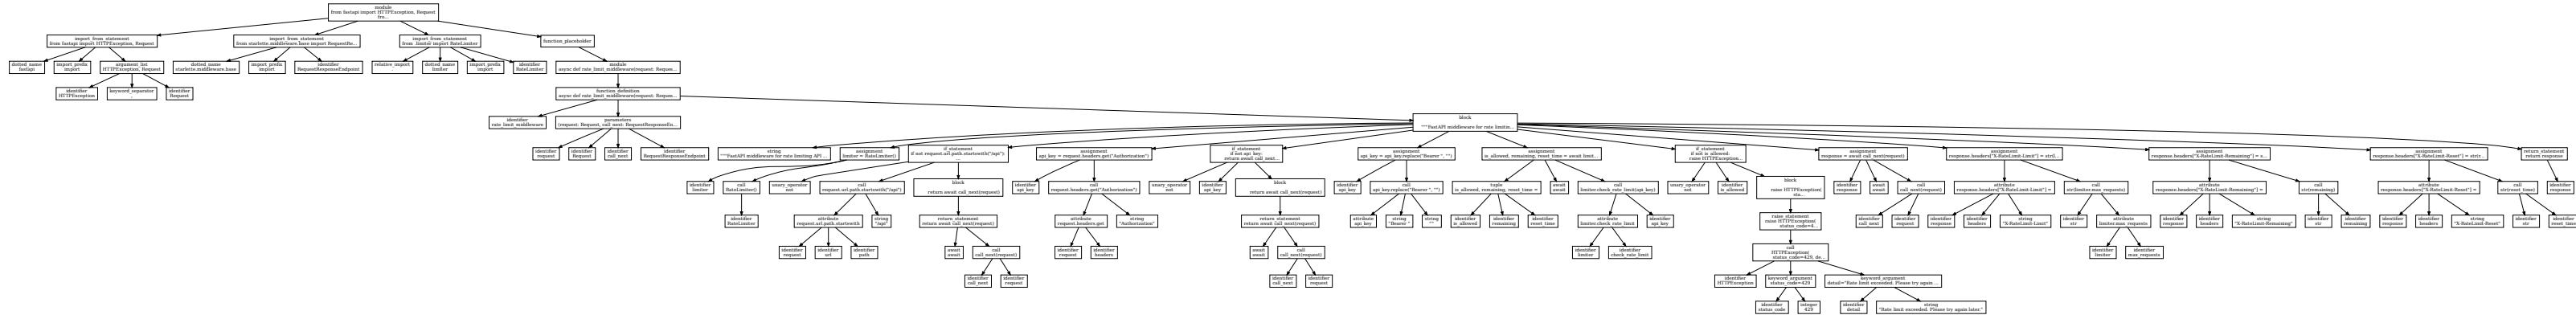 module
from fastapi import HTTPException, Request
fro...
import_from_statement
from fastapi import HTTPException, Request
import_from_statement
from starlette.middleware.base import RequestRe...
import_from_statement
from .limiter import RateLimiter
function_placeholder
dotted_name
fastapi
import_prefix
import
argument_list
HTTPException, Request
dotted_name
starlette.middleware.base
import_prefix
import
identifier
RequestResponseEndpoint
relative_import
.
dotted_name
limiter
import_prefix
import
identifier
RateLimiter
module
async def rate_limit_middleware(request: Reques...
identifier
HTTPException
keyword_separator
,
identifier
Request
function_definition
async def rate_limit_middleware(request: Reques...
identifier
rate_limit_middleware
parameters
(request: Request, call_next: RequestResponseEn...
block
"""FastAPI middleware for rate limitin...
identifier
request
identifier
Request
identifier
call_next
identifier
RequestResponseEndpoint
string
"""FastAPI middleware for rate limiting API ...
assignment
limiter = RateLimiter()
if_statement
if not request.url.path.startswith("/api"):
assignment
api_key = request.headers.get("Authorization")
if_statement
if not api_key:
return await call_next...
assignment
api_key = api_key.replace("Bearer ", "")
assignment
is_allowed, remaining, reset_time = await limit...
if_statement
if not is_allowed:
raise HTTPException...
assignment
response = await call_next(request)
assignment
response.headers["X-RateLimit-Limit"] = str(l...
assignment
response.headers["X-RateLimit-Remaining"] = s...
assignment
response.headers["X-RateLimit-Reset"] = str(r...
return_statement
return response
identifier
limiter
call
RateLimiter()
unary_operator
not
call
request.url.path.startswith("/api")
block
return await call_next(request)
identifier
api_key
call
request.headers.get("Authorization")
unary_operator
not
identifier
api_key
block
return await call_next(request)
identifier
api_key
call
api_key.replace("Bearer ", "")
tuple
is_allowed, remaining, reset_time =
await
await
call
limiter.check_rate_limit(api_key)
unary_operator
not
identifier
is_allowed
block
raise HTTPException(
sta...
identifier
response
await
await
call
call_next(request)
attribute
response.headers["X-RateLimit-Limit"] =
call
str(limiter.max_requests)
attribute
response.headers["X-RateLimit-Remaining"] =
call
str(remaining)
attribute
response.headers["X-RateLimit-Reset"] =
call
str(reset_time)
identifier
response
identifier
RateLimiter
attribute
request.url.path.startswith
string
"/api"
return_statement
return await call_next(request)
attribute
request.headers.get
string
"Authorization"
return_statement
return await call_next(request)
attribute
api_key
string
"Bearer "
string
""
identifier
is_allowed
identifier
remaining
identifier
reset_time
attribute
limiter.check_rate_limit
identifier
api_key
raise_statement
raise HTTPException(
status_code=4...
identifier
call_next
identifier
request
identifier
response
identifier
headers
string
"X-RateLimit-Limit"
identifier
str
attribute
limiter.max_requests
identifier
response
identifier
headers
string
"X-RateLimit-Remaining"
identifier
str
identifier
remaining
identifier
response
identifier
headers
string
"X-RateLimit-Reset"
identifier
str
identifier
reset_time
identifier
request
identifier
url
identifier
path
await
await
call
call_next(request)
identifier
request
identifier
headers
await
await
call
call_next(request)
identifier
limiter
identifier
check_rate_limit
call
HTTPException(
status_code=429, de...
identifier
limiter
identifier
max_requests
identifier
call_next
identifier
request
identifier
call_next
identifier
request
identifier
HTTPException
keyword_argument
status_code=429
keyword_argument
detail="Rate limit exceeded. Please try again ...
identifier
status_code
integer
429
identifier
detail
string
"Rate limit exceeded. Please try again later."